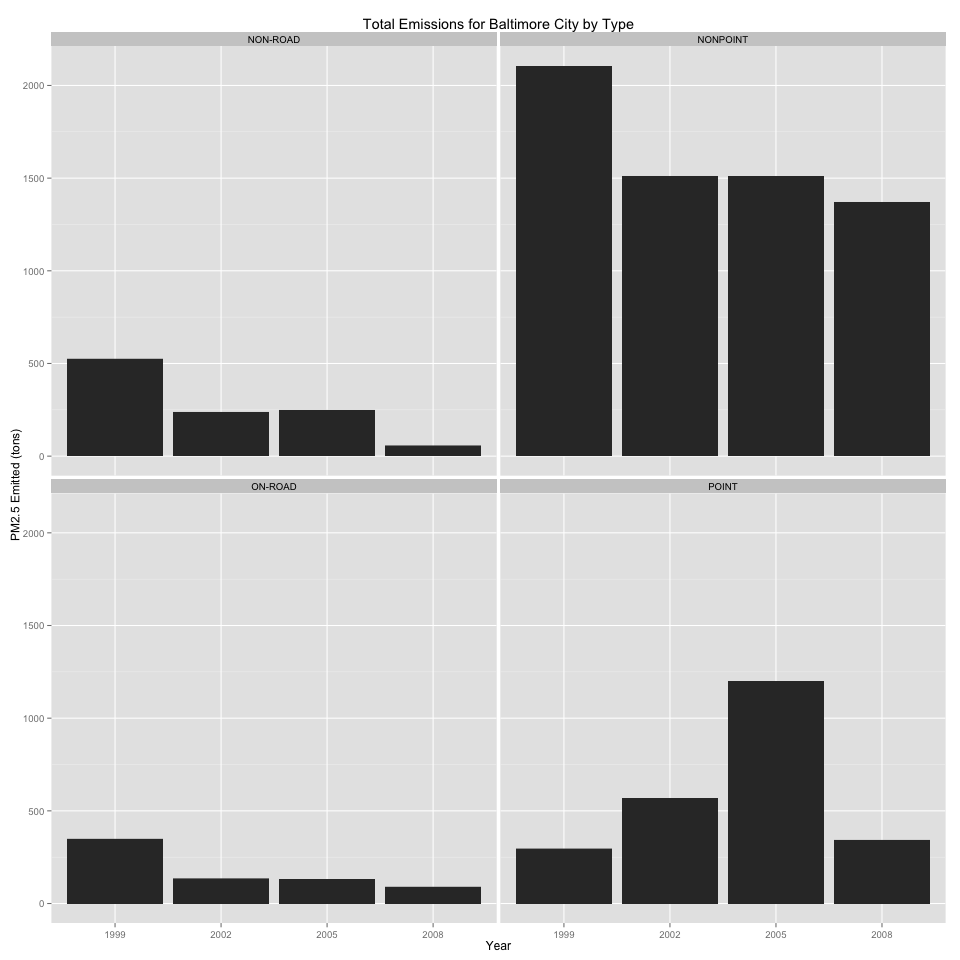 Total Emissions for Baltimore City by Type
NON-ROAD
NONPOINT
2000
1500
1000
500
0
PM2.5 Emitted (tons)
ON-ROAD
POINT
2000
1500
1000
500
0
1999 2002 2005 2008
1999 2002 2005 2008
Year